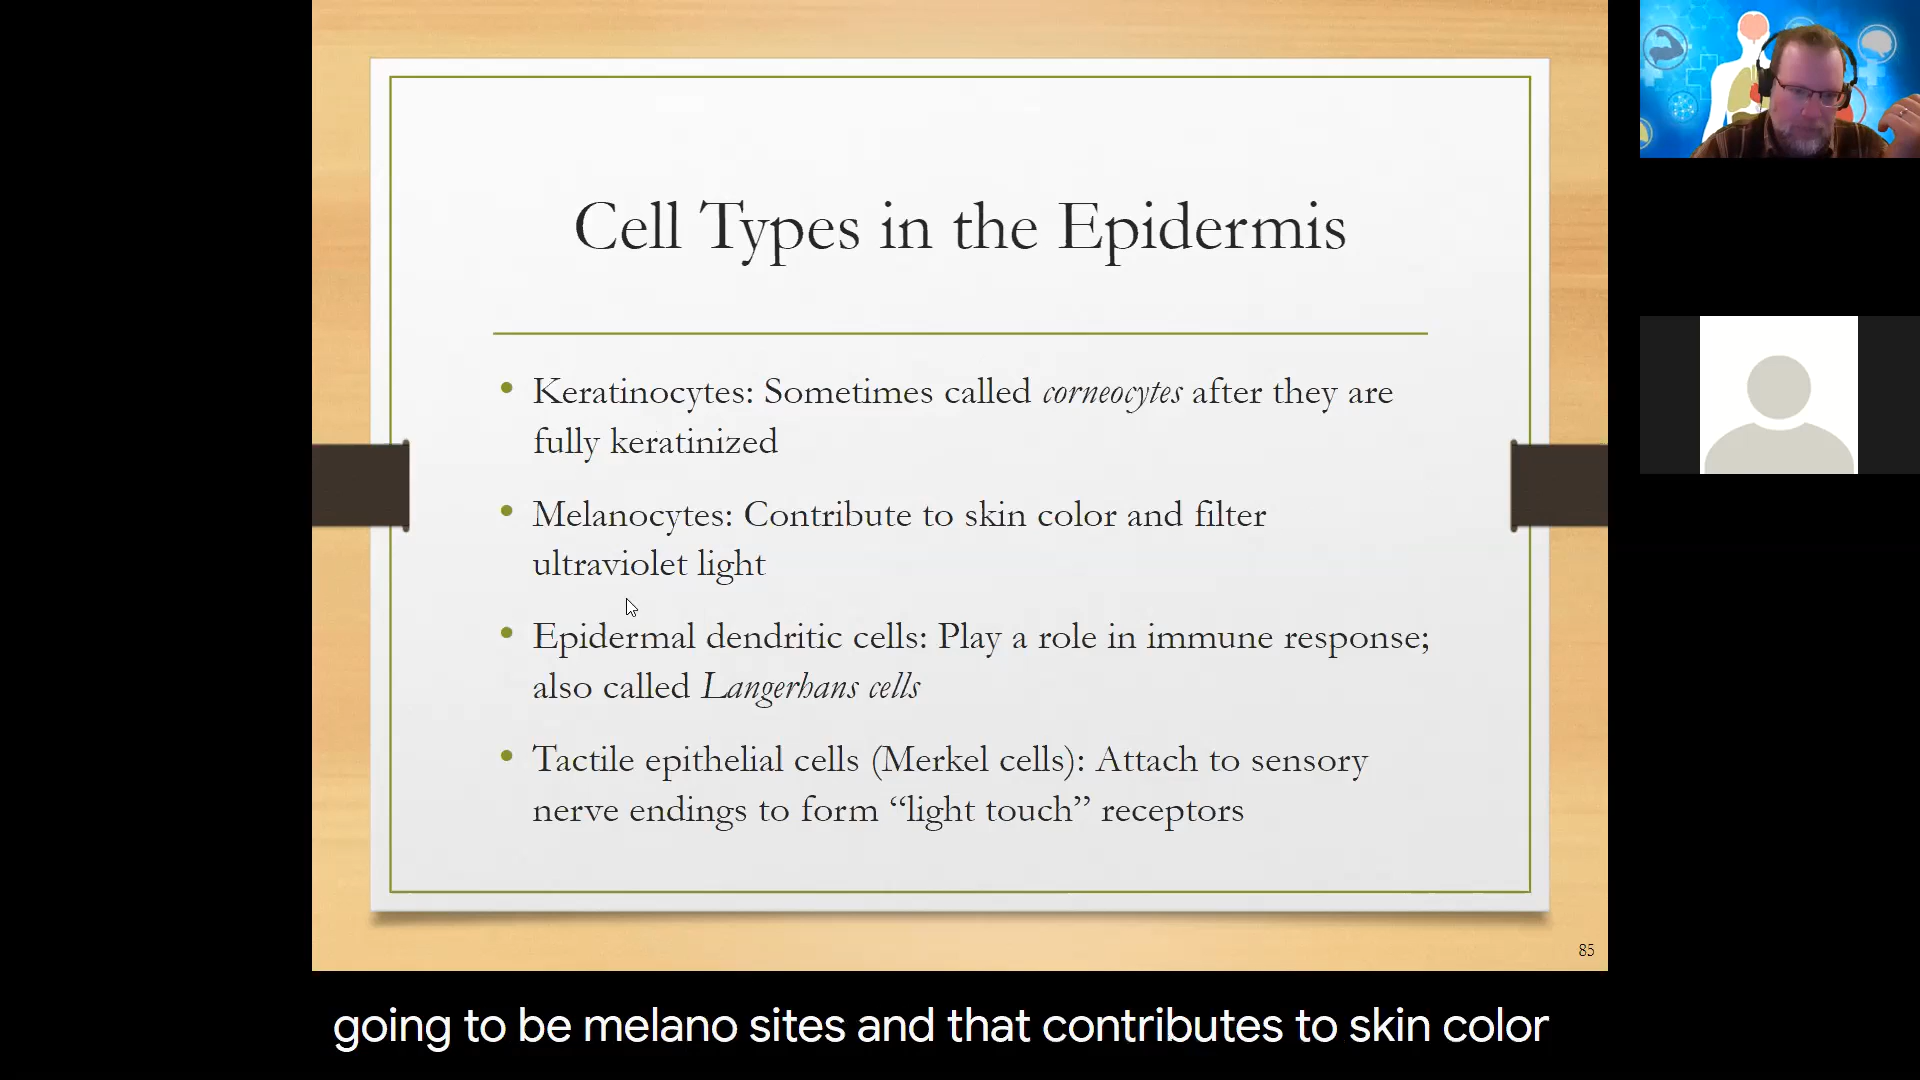 Cell Types in the Epidermis
• Keratinocytes: Sometimes called corneocytes after they are
fully keratinized
• Melanocytes: Contribute to skin color and filter
ultraviolet light
• Epidermal dendritic cells: Play a role in immune response;
also called Langerhans cells
• Tactile epithelial cells (Merkel cells): Attach to sensory
nerve endings to form “light touch” receptors
85
going to be melano sites and that contributes to skin color